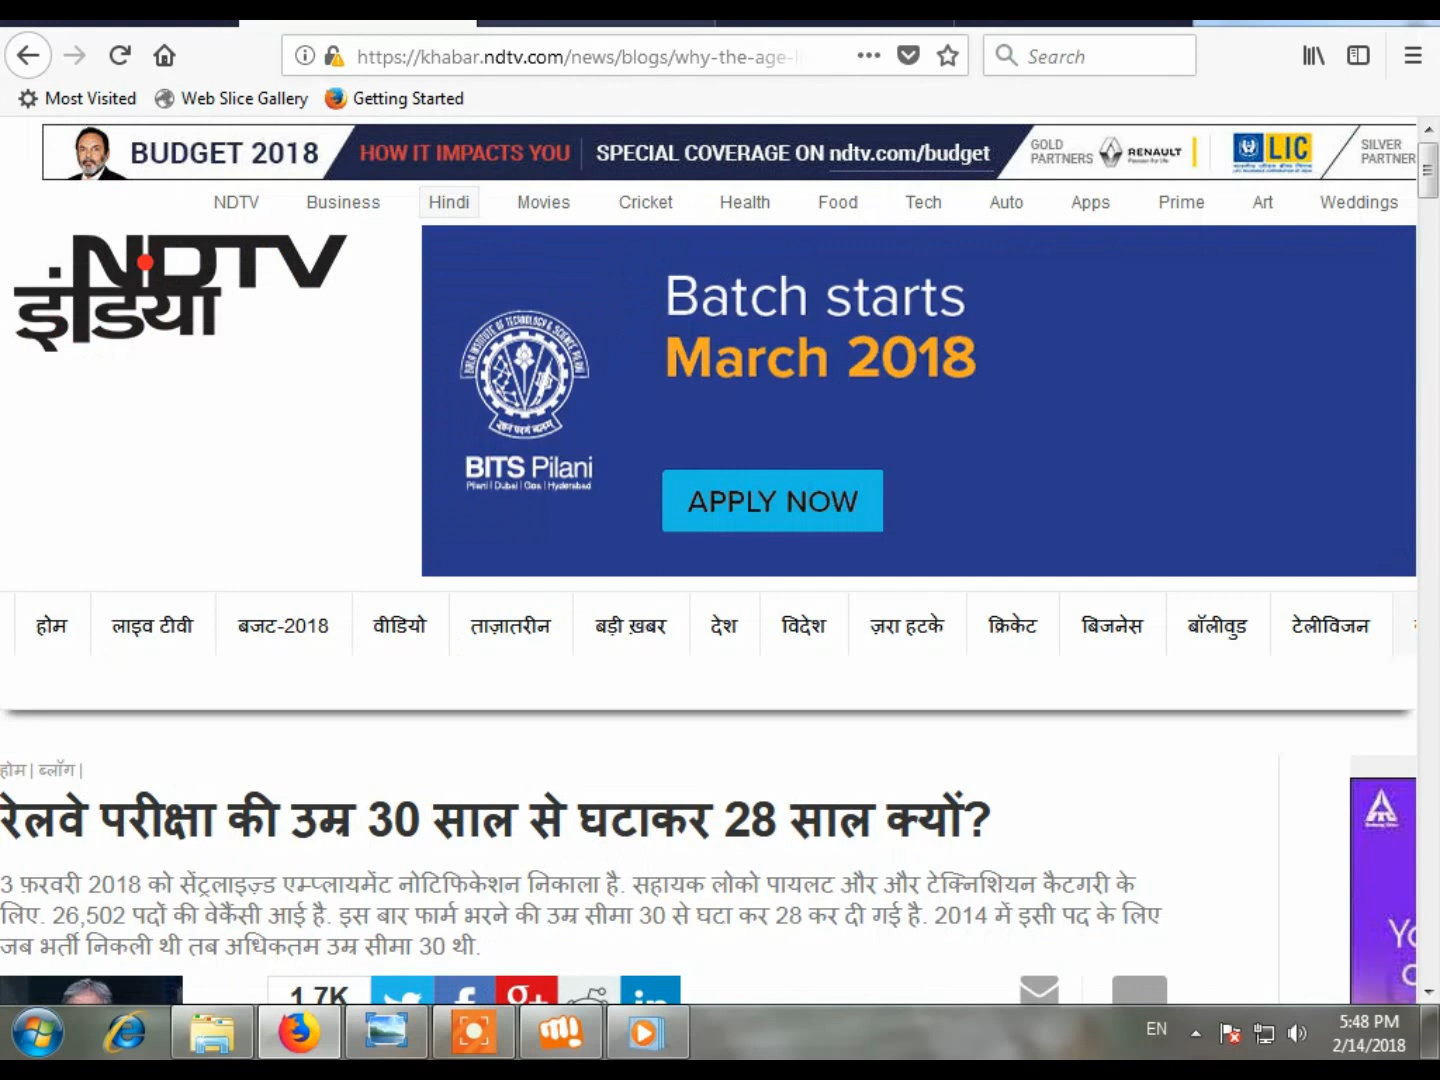 https://khabar.ndtv.com/news/blogs/why-the-age-l
Search
Most Visited
Web Slice Gallery
Getting Started
BUDGET 2018
HOW IT IMPACTS YOU
SPECIAL COVERAGE ON ndtv.com/budget
GOLD PARTNERS
RENAULT
LIC
SILVER PARTNER
NDTV Business Hindi Movies Cricket Health Food Tech Auto Apps Prime Art Weddings
NDTV
इंडिया
Batch starts
March 2018
BITS Pilani
Pilani | Dubai | Goa | Hyderabad
APPLY NOW
होम लाइव टीवी बजट-2018 वीडियो ताज़ातरीन बड़ी ख़बर देश विदेश ज़रा हटके क्रिकेट बिजनेस बॉलीवुड टेलीविजन
होम | ब्लॉग |
रेलवे परीक्षा की उम्र 30 साल से घटाकर 28 साल क्यों?
3 फ़रवरी 2018 को सेंट्रलाइज़्ड एम्प्लायमेंट नोटिफिकेशन निकाला है. सहायक लोको पायलट और और टेक्निशियन कैटगरी के
लिए. 26,502 पदों की वेकैंसी आई है. इस बार फार्म भरने की उम्र सीमा 30 से घटा कर 28 कर दी गई है. 2014 में इसी पद के लिए
जब भर्ती निकली थी तब अधिकतम उम्र सीमा 30 थी.
1.7K
EN
5:48 PM
2/14/2018